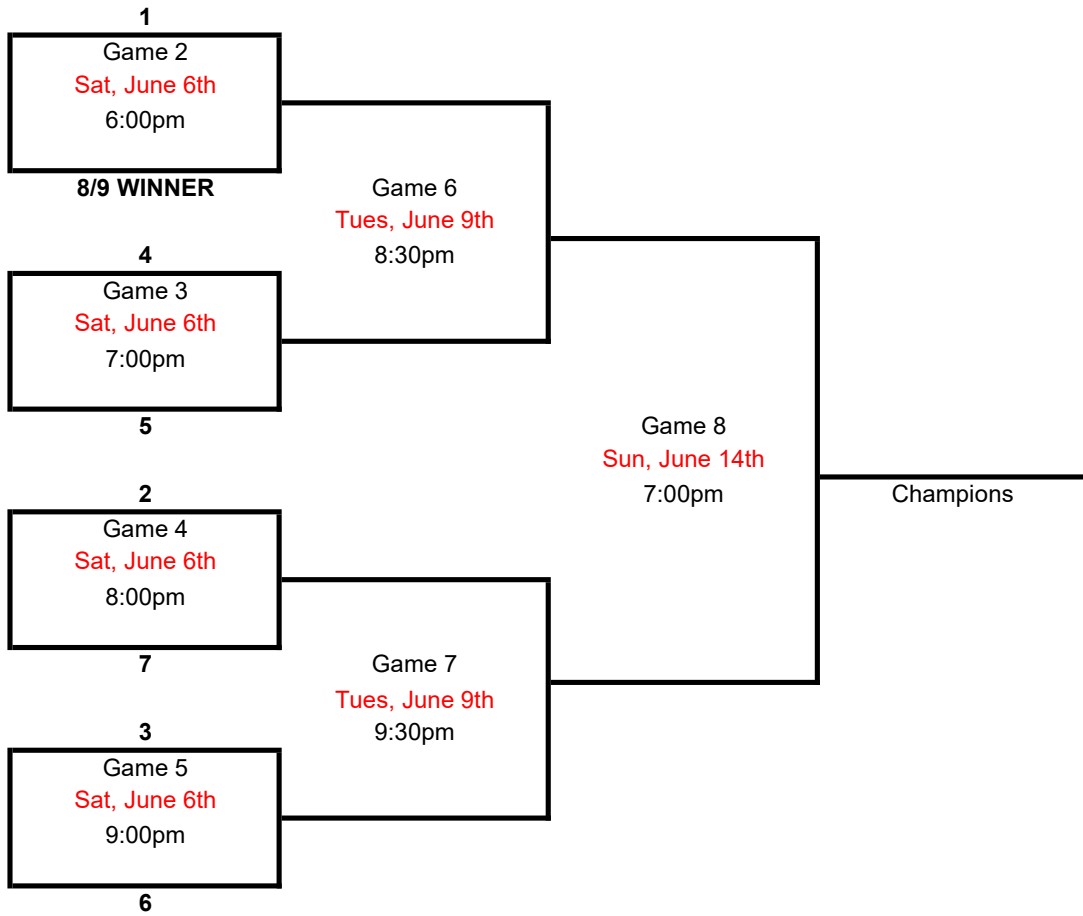 1
Game 2
Sat, June 6th
6:00pm
8/9 WINNER
Game 6
Tues, June 9th
8:30pm
4
Game 3
Sat, June 6th
7:00pm
5
Game 8
Sun, June 14th
7:00pm
Champions
2
Game 4
Sat, June 6th
8:00pm
7
Game 7
Tues, June 9th
9:30pm
3
Game 5
Sat, June 6th
9:00pm
6